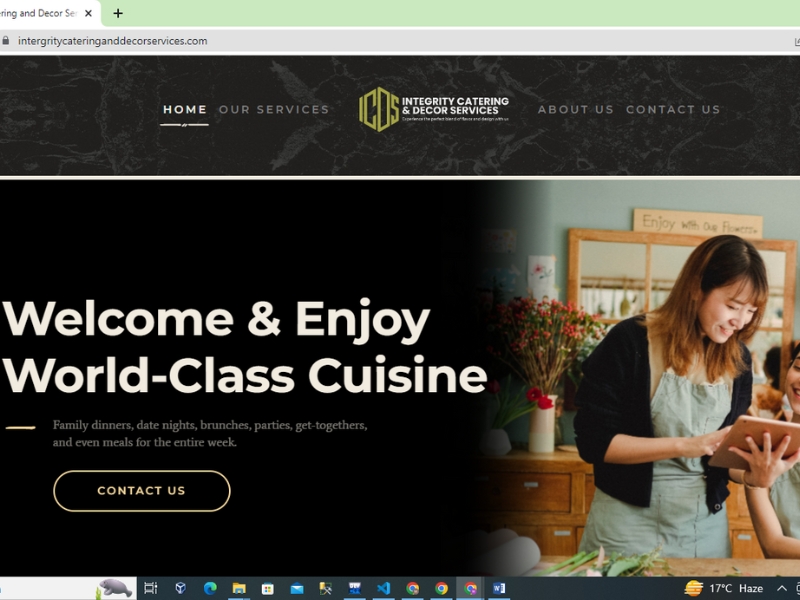 ering and Decor Se
intergritycateringanddecorservices.com
HOME
OUR SERVICES
ICDS
INTEGRITY CATERING
& DECOR SERVICES
Experience the perfect blend of flavor and design with us
ABOUT US
CONTACT US
Enjoy with Our Flowers
Welcome & Enjoy
World-Class Cuisine
Family dinners, date nights, brunches, parties, get-togethers,
and even meals for the entire week.
CONTACT US
17°C Haze